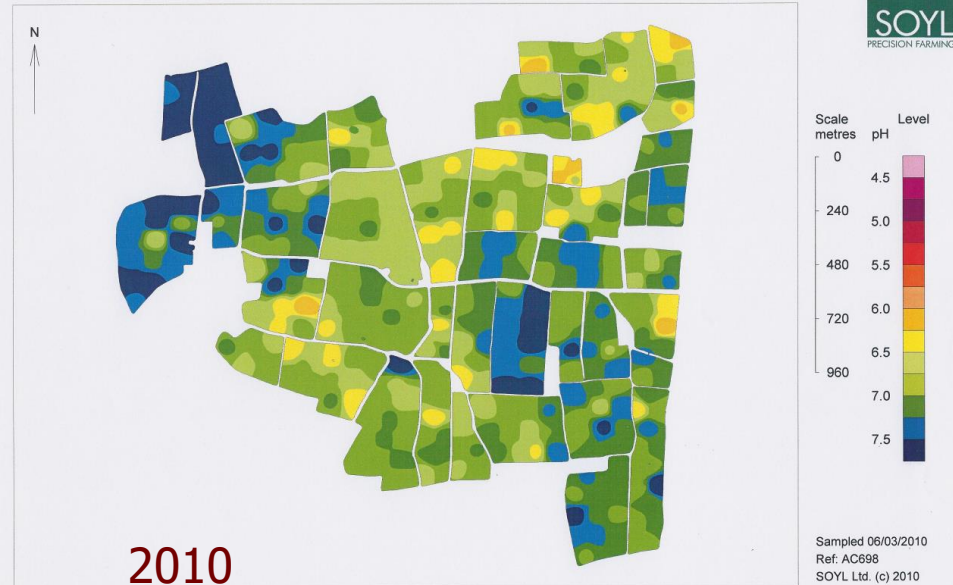 N
SOYL
PRECISION FARMING
Scale
metres
pH
Level
0
240
480
720
960
4.5
5.0
5.5
6.0
6.5
7.0
7.5
2010
Sampled 06/03/2010
Ref: AC698
SOYL Ltd. (c) 2010